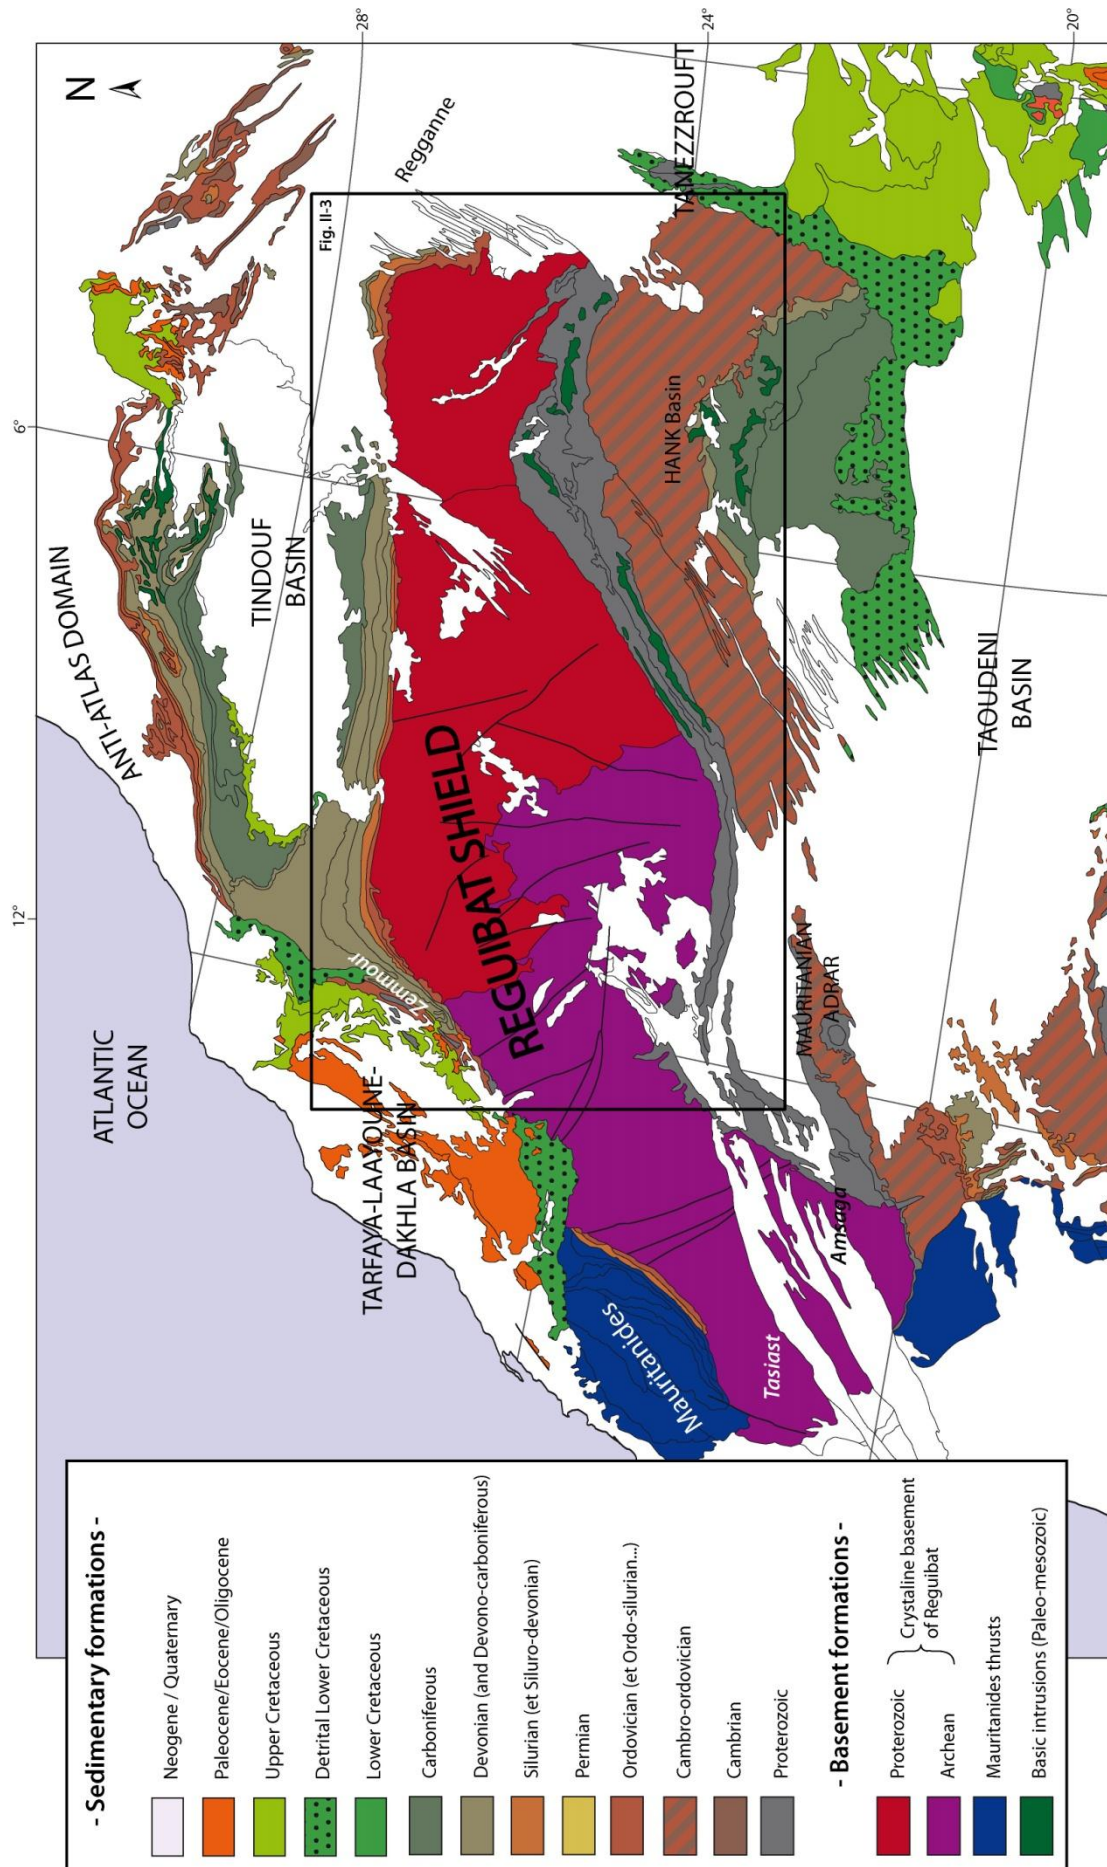 28°
24°
20°
6°
12°
N
Regganne
TANEZZROUFT
Fig. II-3
ANTI-ATLAS DOMAIN
TINDOUF
BASIN
HANK Basin
REGUIBAT SHIELD
Zemmour
ATLANTIC
OCEAN
TARFAYA-LAAYOUNE-
DAKHLA BASIN
TAOUDENI
BASIN
MAURITANIAN
ADRAR
Amsaga
Tasiast
Mauritanides
- Sedimentary formations -
Neogene / Quaternary
Paleocene/Eocene/Oligocene
Upper Cretaceous
Detrital Lower Cretaceous
Lower Cretaceous
Carboniferous
Devonian (and Devono-carboniferous)
Silurian (et Siluro-devonian)
Permian
Ordovician (et Ordo-silurian...)
Cambro-ordovician
Cambrian
Proterozoic
- Basement formations -
Proterozoic
Archean
Crystaline basement
of Reguibat
Mauritanides thrusts
Basic intrusions (Paleo-mesozoic)